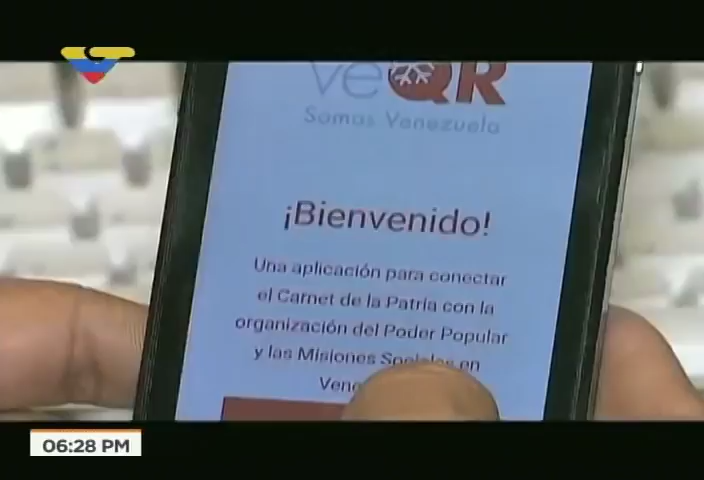 veQR
Somos Venezuela
¡Bienvenido!
Una aplicación para conectar
el Carnet de la Patria con la
organización del Poder Popular
y las Misiones Sociales en
06:28 PM